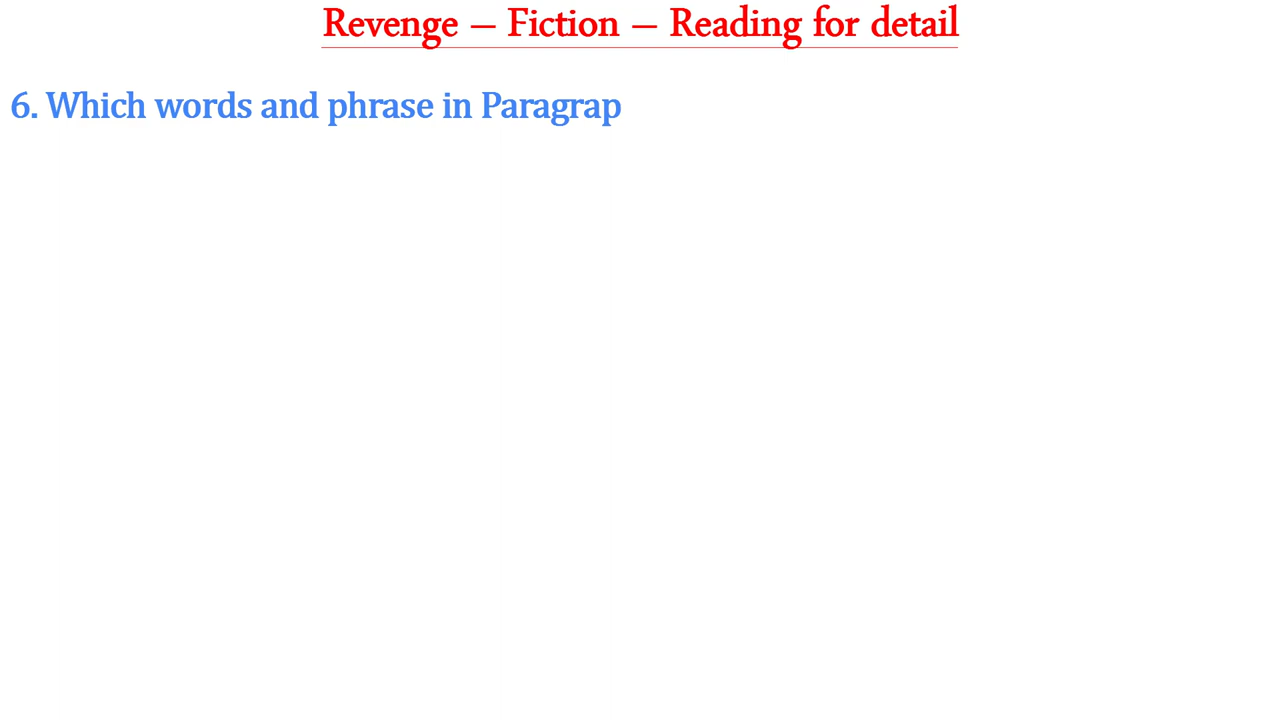 Revenge – Fiction – Reading for detail
6. Which words and phrase in Paragrap